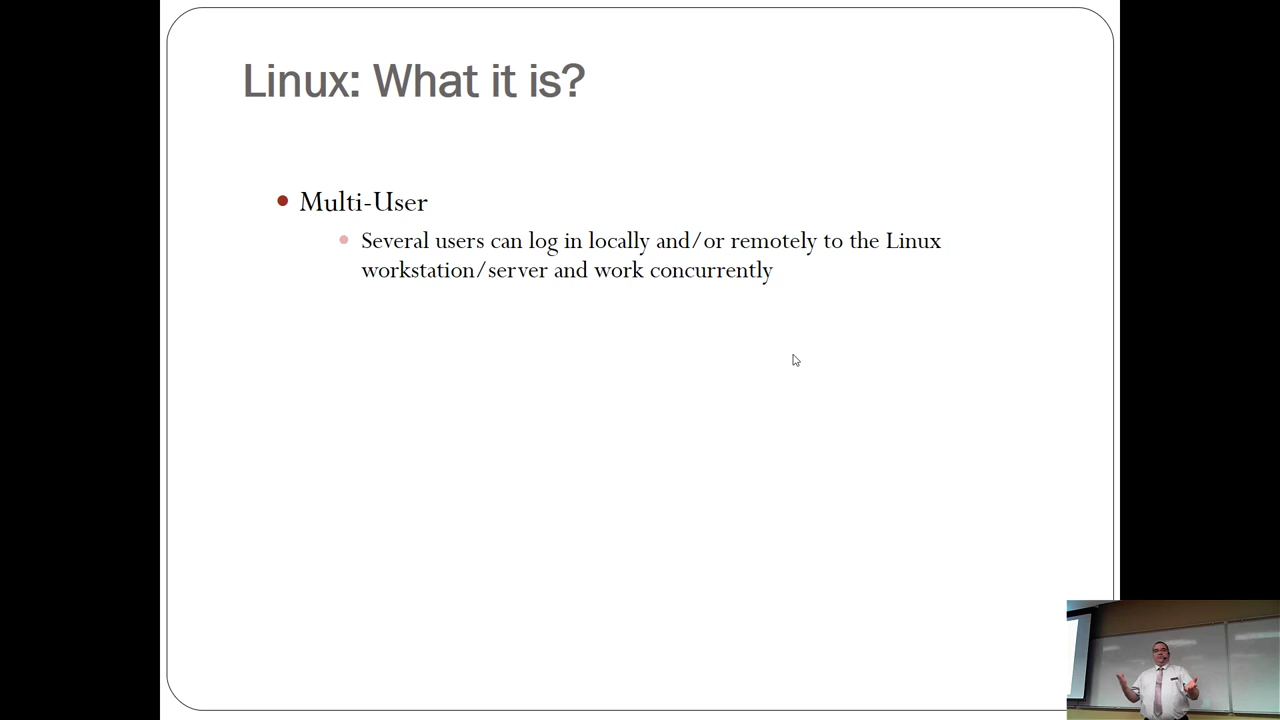 Linux: What it is?
Multi-User
Several users can log in locally and/or remotely to the Linux
workstation/server and work concurrently